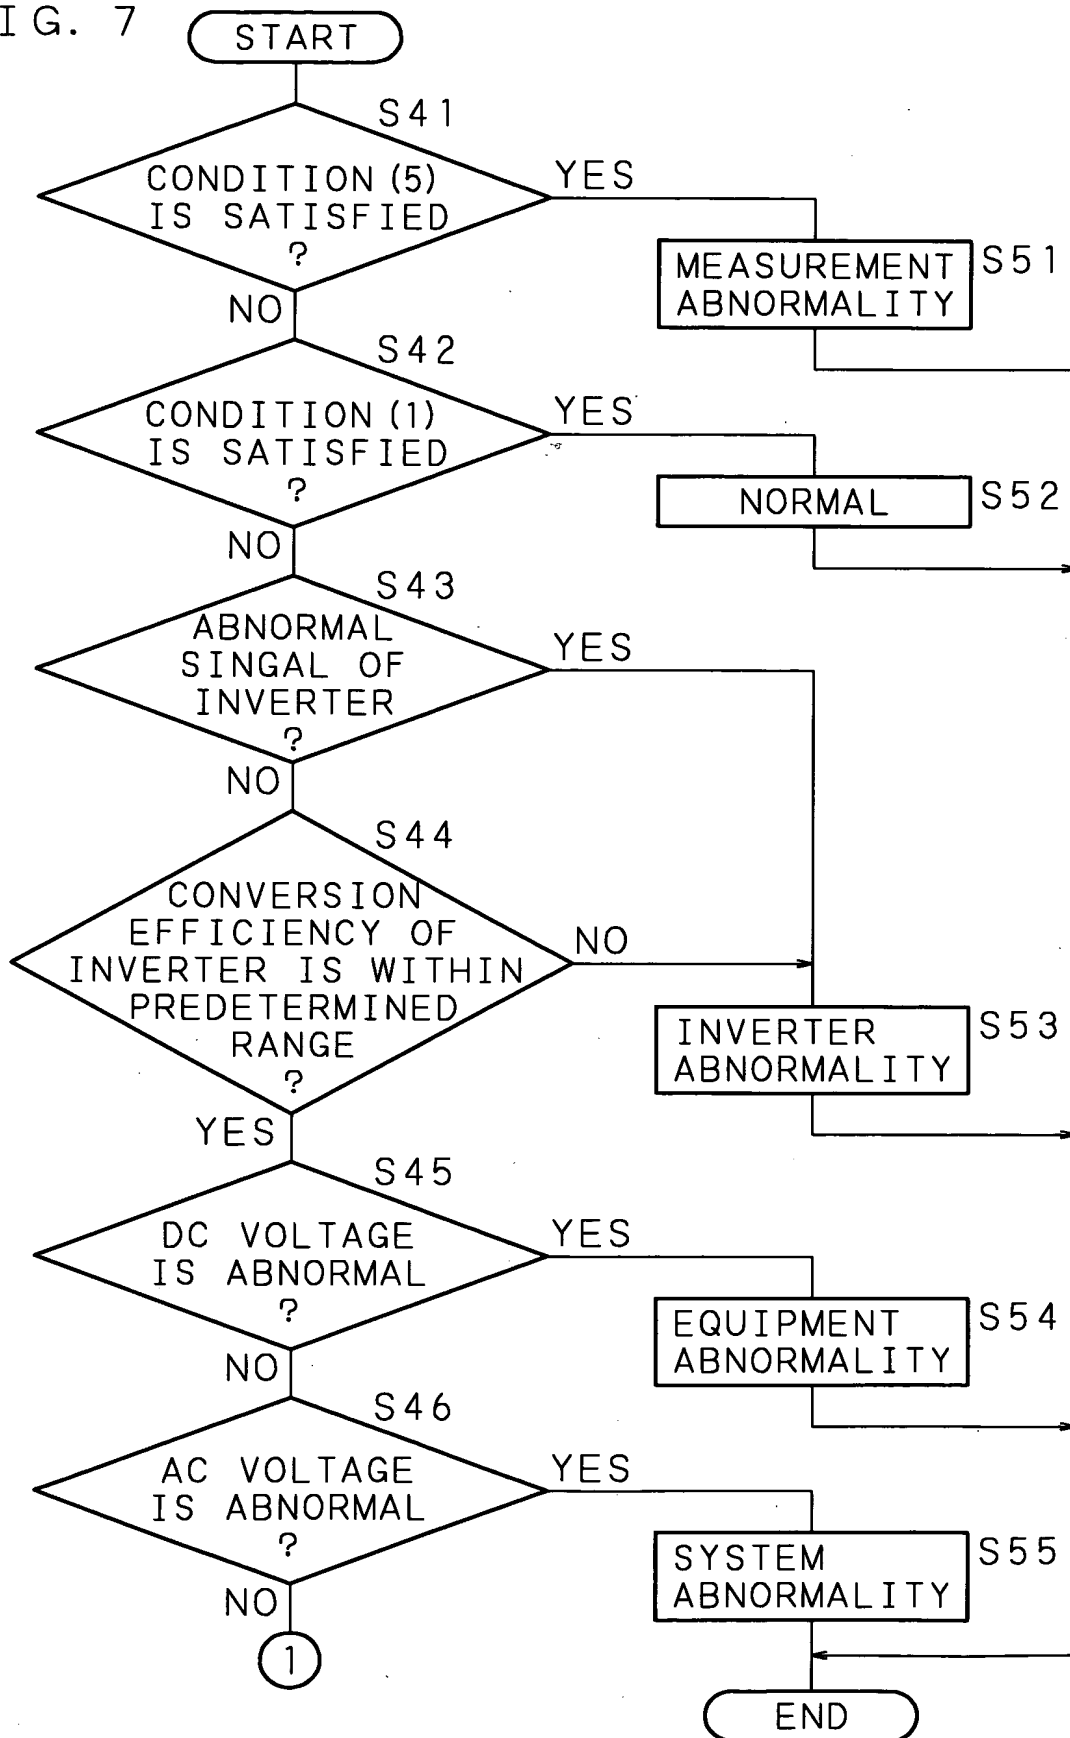 IG. 7
START
S41
CONDITION (5)
IS SATISFIED
?
YES
MEASUREMENT
ABNORMALITY
S51
NO
S42
CONDITION (1)
IS SATISFIED
?
YES
NORMAL
S52
NO
S43
ABNORMAL
SINGAL OF
INVERTER
?
YES
NO
S44
CONVERSION
EFFICIENCY OF
INVERTER IS WITHIN
PREDETERMINED
RANGE
?
NO
INVERTER
ABNORMALITY
S53
YES
S45
DC VOLTAGE
IS ABNORMAL
?
YES
EQUIPMENT
ABNORMALITY
S54
NO
S46
AC VOLTAGE
IS ABNORMAL
?
YES
SYSTEM
ABNORMALITY
S55
NO
1
END